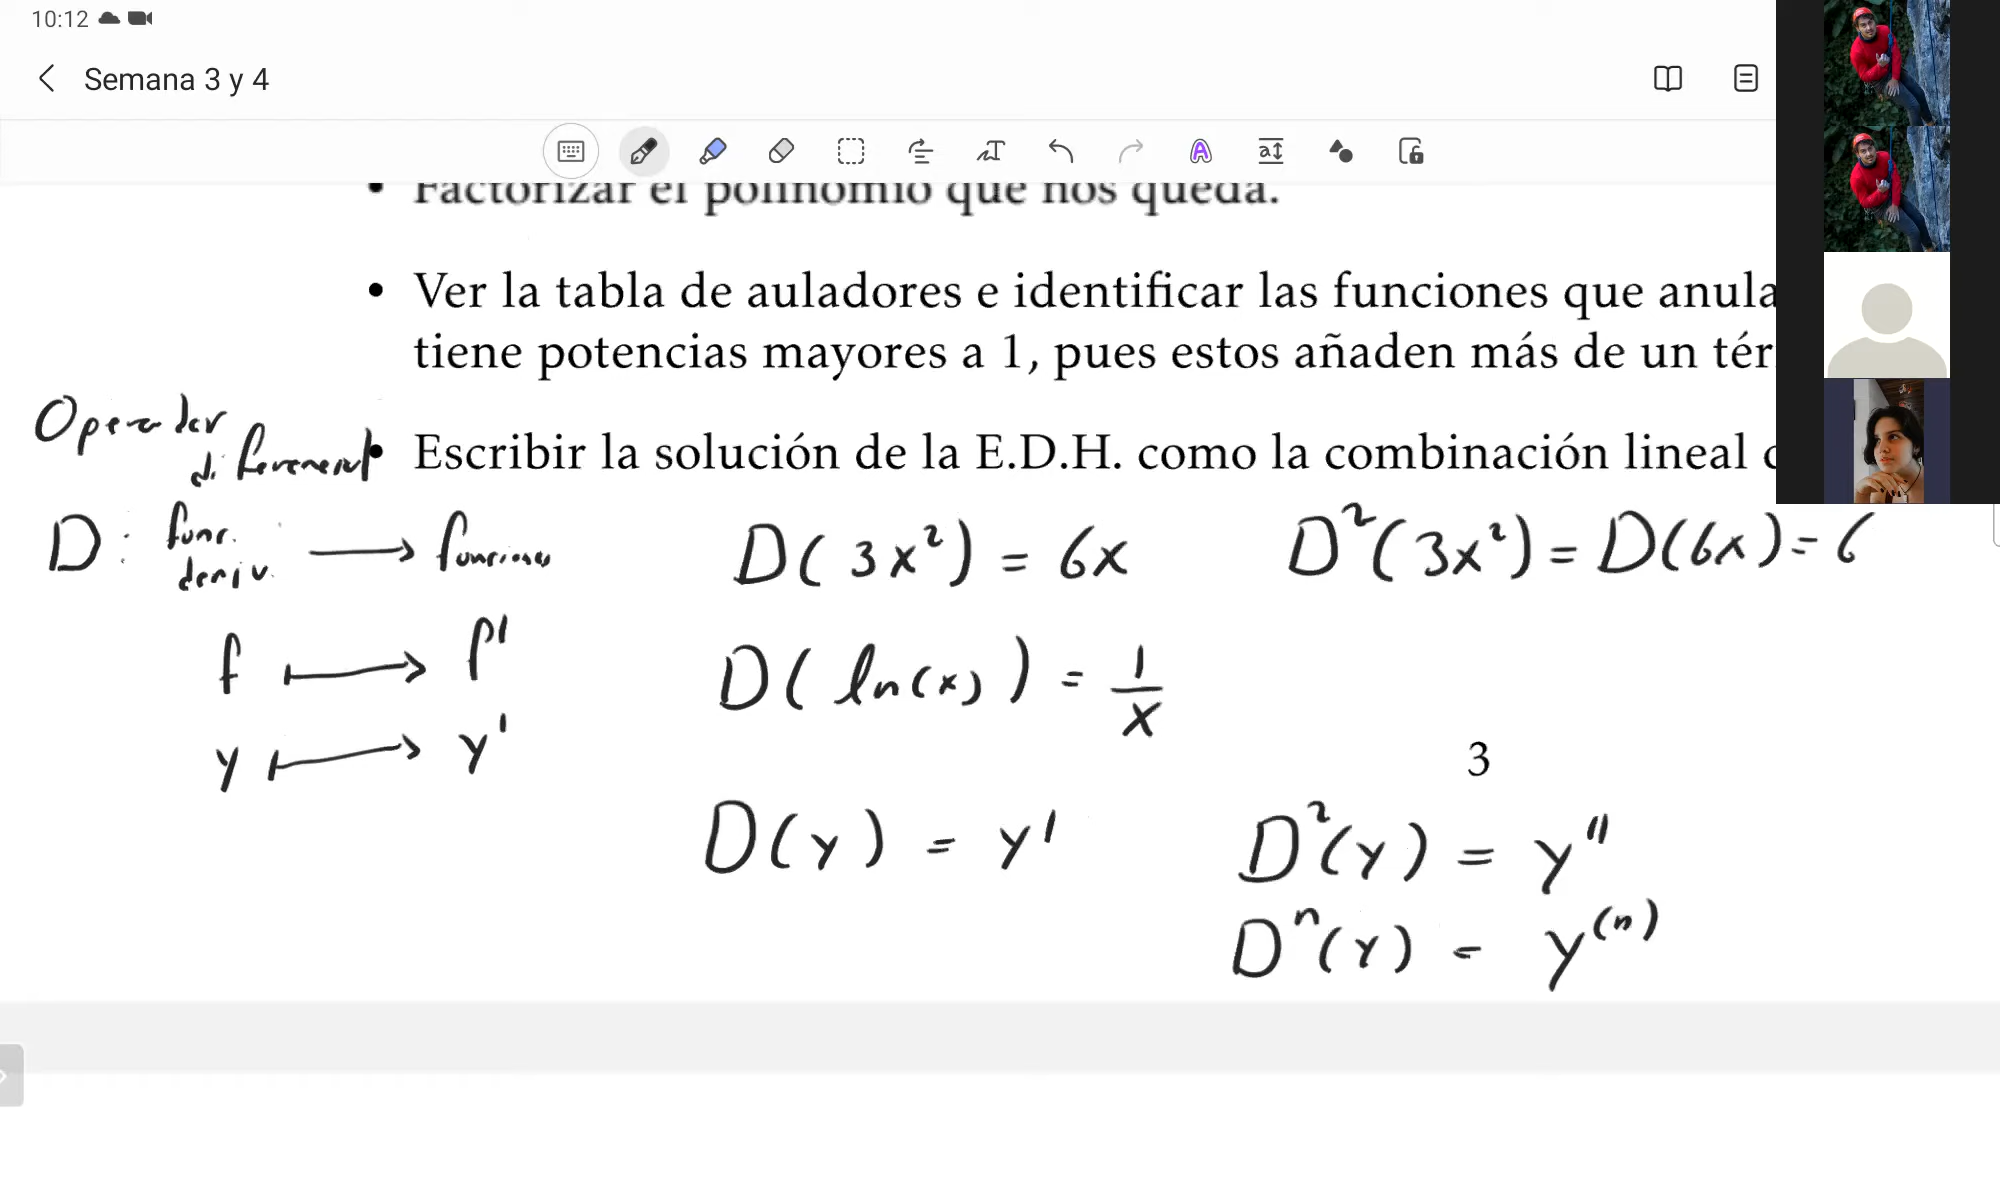 10:12
Semana 3 y 4
• Factorizar el polinomio que nos queda.
• Ver la tabla de auladores e identificar las funciones que anula
tiene potencias mayores a 1, pues estos añaden más de un tér
• Escribir la solución de la E.D.H. como la combinación lineal
Operador
diferencial
D : func. deriv. ⟶ funciones
f ⟼ f'
y ⟼ y'
D(3x²) = 6x
D(ln(x)) = 1/x
D(y) = y'
D²(3x²) = D(6x) = 6
3
D²(y) = y''
Dⁿ(y) = y⁽ⁿ⁾